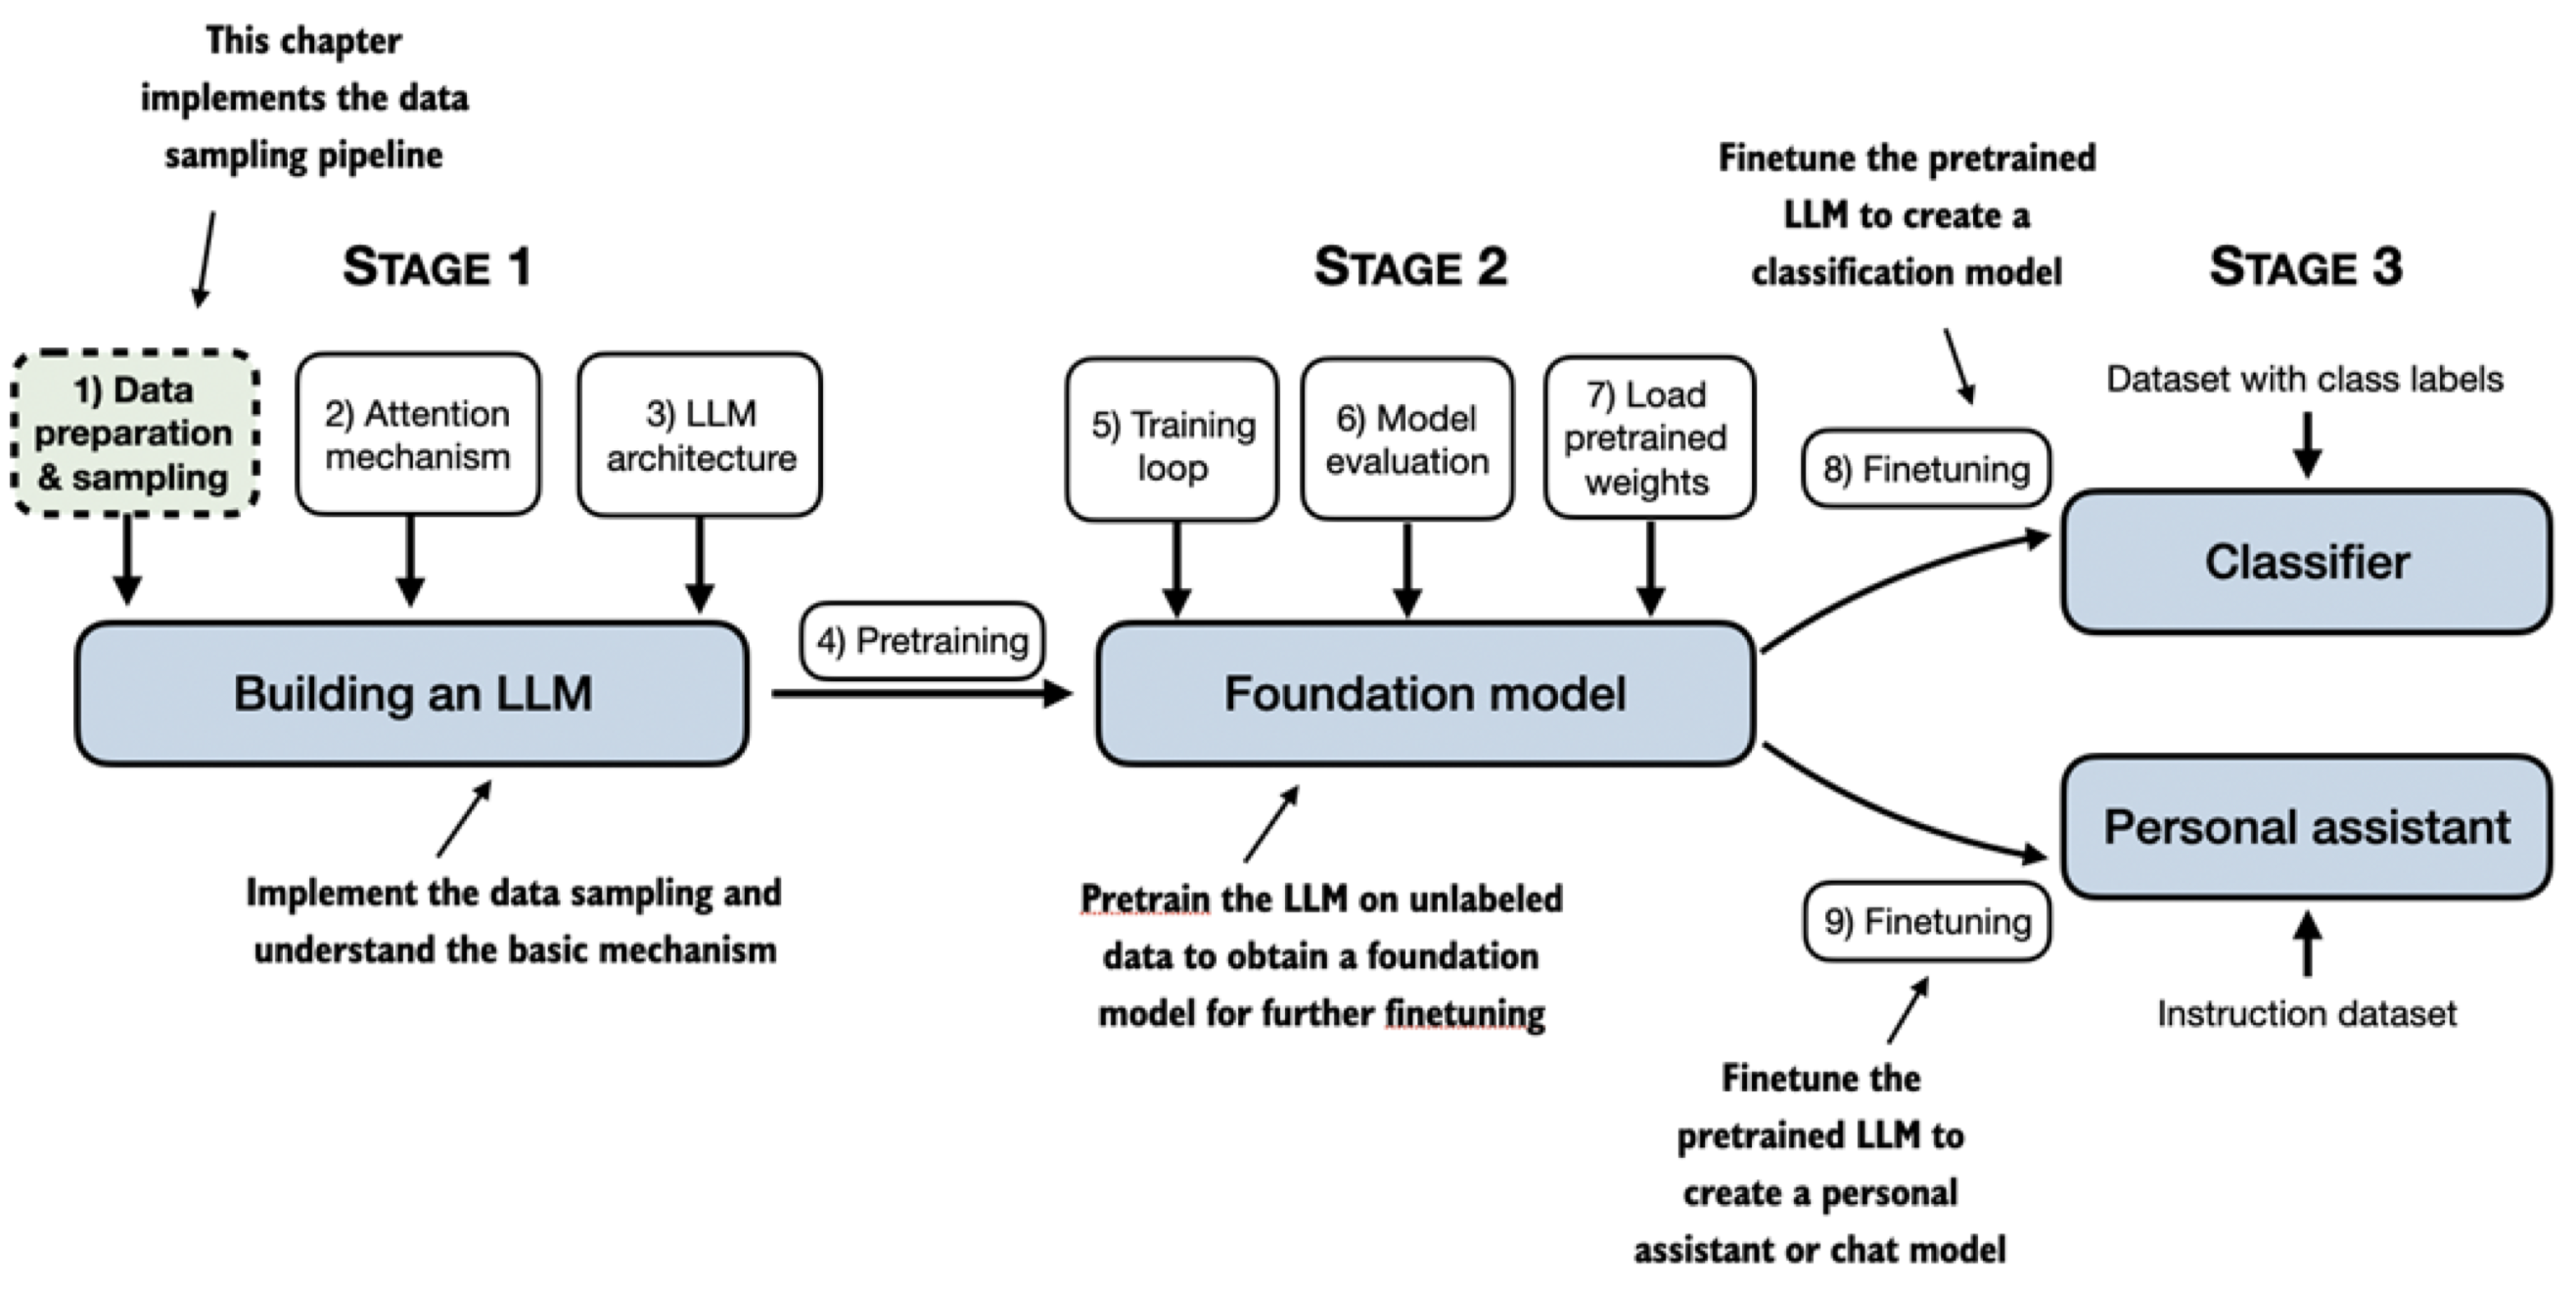 This chapter
implements the data
sampling pipeline
STAGE 1
1) Data
preparation
& sampling
2) Attention
mechanism
3) LLM
architecture
Building an LLM
Implement the data sampling and
understand the basic mechanism
4) Pretraining
STAGE 2
5) Training
loop
6) Model
evaluation
7) Load
pretrained
weights
Foundation model
Pretrain the LLM on unlabeled
data to obtain a foundation
model for further finetuning
Finetune the pretrained
LLM to create a
classification model
8) Finetuning
STAGE 3
Dataset with class labels
Classifier
Personal assistant
9) Finetuning
Instruction dataset
Finetune the
pretrained LLM to
create a personal
assistant or chat model